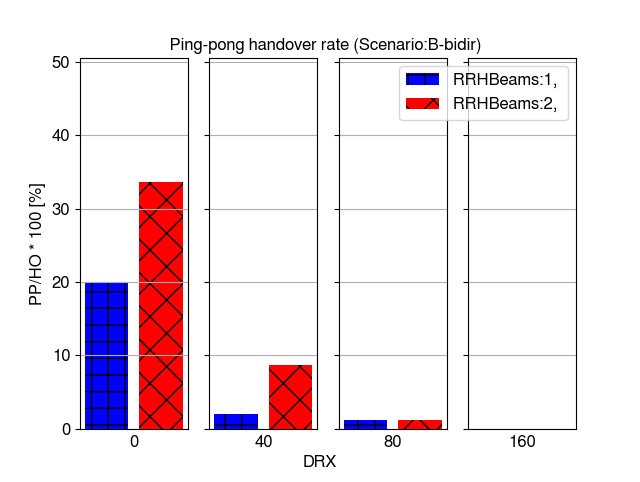 Ping-pong handover rate (Scenario:B-bidir)
RRHBeams:1,
RRHBeams:2,
PP/HO * 100 [%]
50
40
30
20
10
0
0
40
80
160
DRX